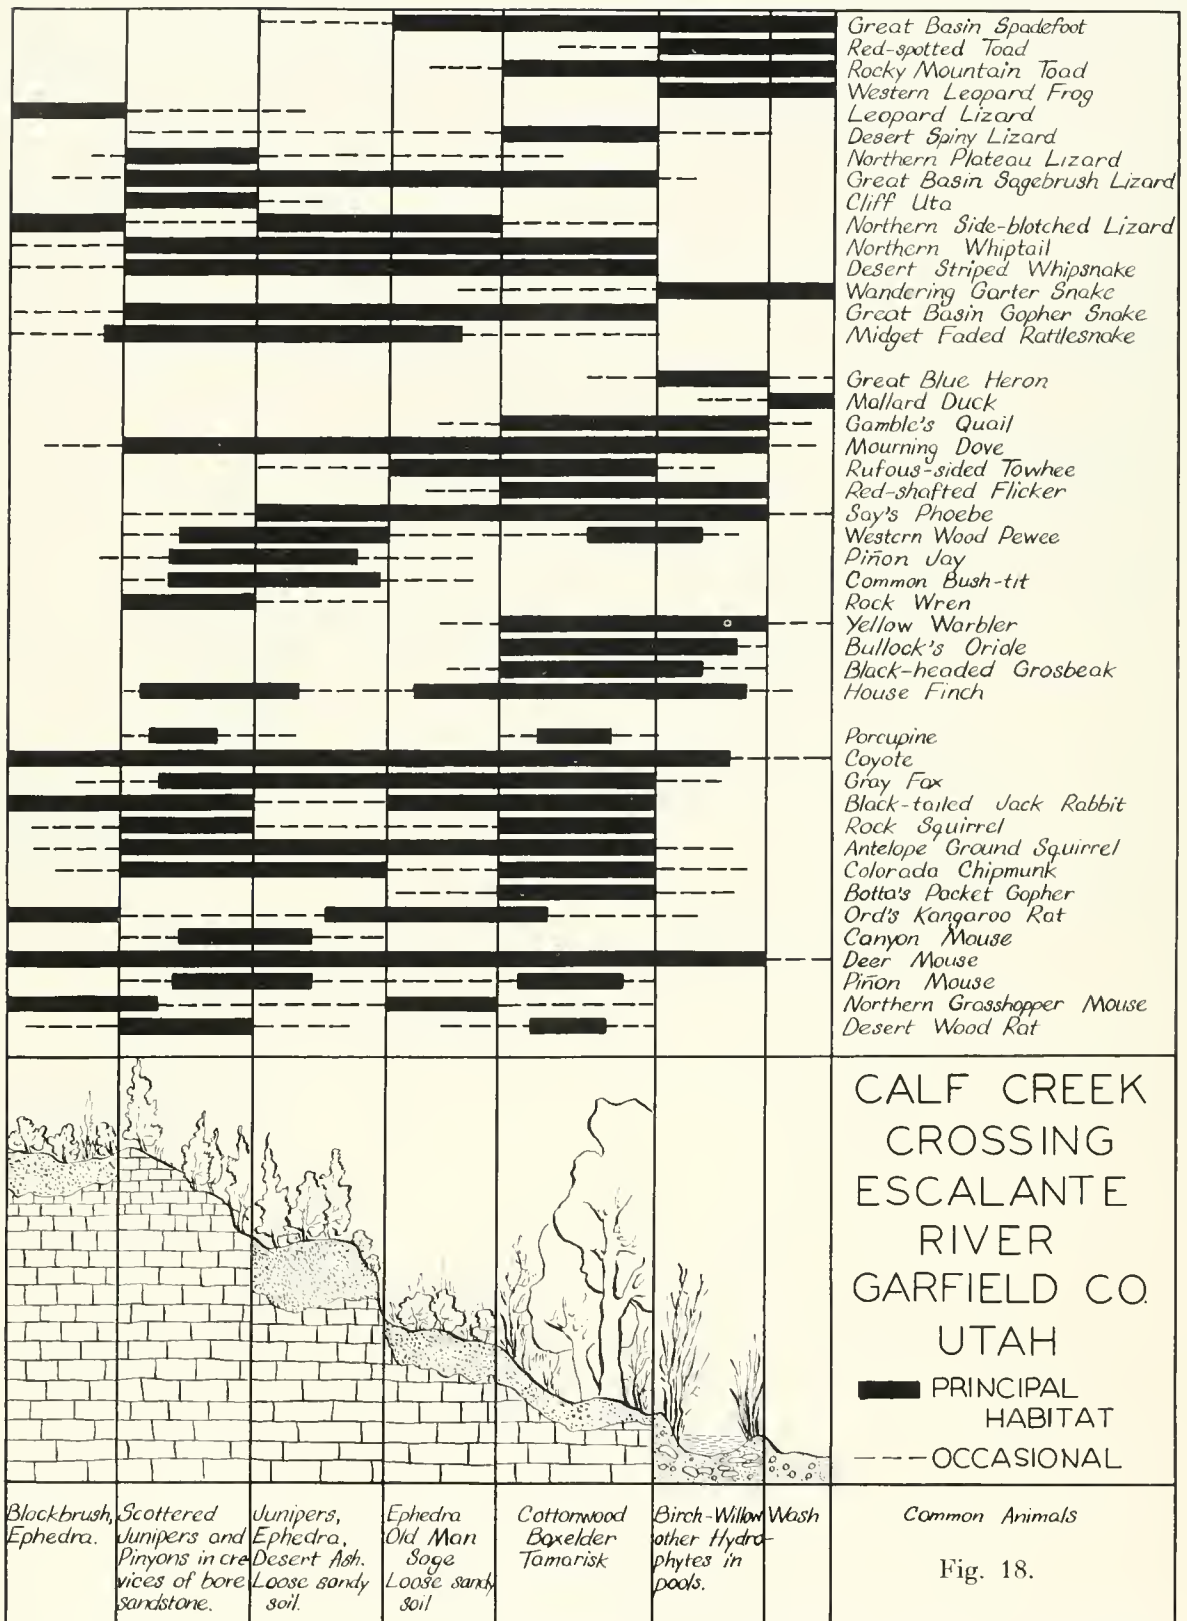 Great Basin Spadefoot
Red-spotted Toad
Rocky Mountain Toad
Western Leopard Frog
Leopard Lizard
Desert Spiny Lizard
Northern Plateau Lizard
Great Basin Sagebrush Lizard
Cliff Uta
Northern Side-blotched Lizard
Northern Whiptail
Desert Striped Whipsnake
Wandering Garter Snake
Great Basin Gopher Snake
Midget Faded Rattlesnake
Great Blue Heron
Mallard Duck
Gamble's Quail
Mourning Dove
Rufous-sided Towhee
Red-shafted Flicker
Say's Phoebe
Western Wood Pewee
Piñon Jay
Common Bush-tit
Rock Wren
Yellow Warbler
Bullock's Oriole
Black-headed Grosbeak
House Finch
Porcupine
Coyote
Gray Fox
Black-tailed Jack Rabbit
Rock Squirrel
Antelope Ground Squirrel
Colorado Chipmunk
Botta's Pocket Gopher
Ord's Kangaroo Rat
Canyon Mouse
Deer Mouse
Piñon Mouse
Northern Grasshopper Mouse
Desert Wood Rat
CALF CREEK
CROSSING
ESCALANTE
RIVER
GARFIELD CO.
UTAH
PRINCIPAL
HABITAT
OCCASIONAL
Blackbrush,
Ephedra.
Scattered
Junipers and
Pinyons in cre
vices of bare
sandstone.
Junipers,
Ephedra,
Desert Ash.
Loose sandy
soil.
Ephedra
Old Man
Sage
Loose sandy
soil
Cottonwood
Boxelder
Tamarisk
Birch-Willow
other Hydro-
phytes in
pools.
Wash
Common Animals
Fig. 18.